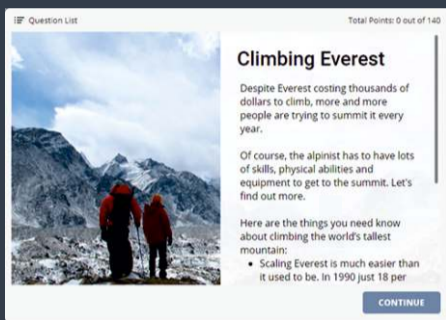 Question List
Total Points: 0 out of 140
Climbing Everest
Despite Everest costing thousands of
dollars to climb, more and more
people are trying to summit it every
year.
Of course, the alpinist has to have lots
of skills, physical abilities and
equipment to get to the summit. Let's
find out more.
Here are the things you need know
about climbing the world's tallest
mountain:
• Scaling Everest is much easier than
it used to be. In 1990 just 18 per
CONTINUE